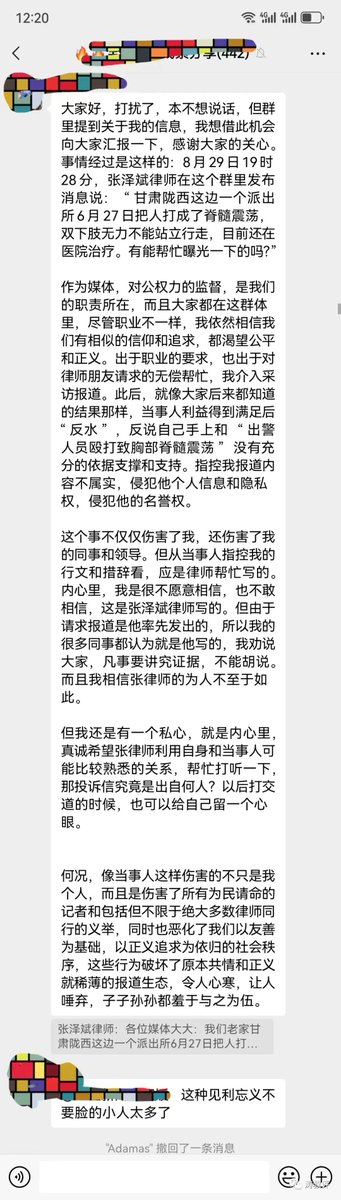 12:20
(442)
大家好，打扰了，本不想说话，但群
里提到关于我的信息，我想借此机会
向大家汇报一下，感谢大家的关心。
事情经过是这样的：8月29日19时
28分，张泽斌律师在这个群里发布
消息说：“甘肃陇西这边一个派出
所6月27日把人打成了脊髓震荡，
双下肢无力不能站立行走，目前还在
医院治疗。有能帮忙曝光一下的吗?”
作为媒体，对公权力的监督，是我们
的职责所在，而且大家都在这群体
里，尽管职业不一样，我依然相信我
们有相似的信仰和追求，都渴望公平
和正义。出于职业的要求，也出于对
律师朋友请求的无偿帮忙，我介入采
访报道。此后，就像大家后来都知道
的结果那样，当事人利益得到满足后
“反水”，反说自己手上和“出警
人员殴打致胸部脊髓震荡”没有充
分的依据支撑和支持。指控我报道内
容不属实，侵犯他个人信息和隐私
权，侵犯他的名誉权。
这个事不仅仅伤害了我，还伤害了我
的同事和领导。但从当事人指控我的
行文和措辞看，应是律师帮忙写的。
内心里，我是很不愿意相信，也不敢
相信，这是张泽斌律师写的。但由于
请求报道是他率先发出的，所以我的
很多同事都认为就是他写的，我劝说
大家，凡事要讲究证据，不能胡说。
而且我相信张律师的为人不至于如
此。
但我还是有一个私心，就是内心里，
真诚希望张律师利用自身和当事人可
能比较熟悉的关系，帮忙打听一下，
那投诉信究竟是出自何人？以后打交
道的时候，也可以给自己留一个心
眼。
何况，像当事人这样伤害的不只是我
个人，而且是伤害了所有为民请命的
记者和包括但不限于绝大多数律师同
行的义举，同时也恶化了我们以友善
为基础，以正义追求为依归的社会秩
序，这些行为破坏了原本共情和正义
就稀薄的报道生态，令人心寒，让人
唾弃，子子孙孙都羞于与之为伍。
张泽斌律师：各位媒体大大：我们老家甘
肃陇西这边一个派出所6月27日把人打...
这种见利忘义不
要脸的小人太多了
"Adamas" 撤回了一条消息